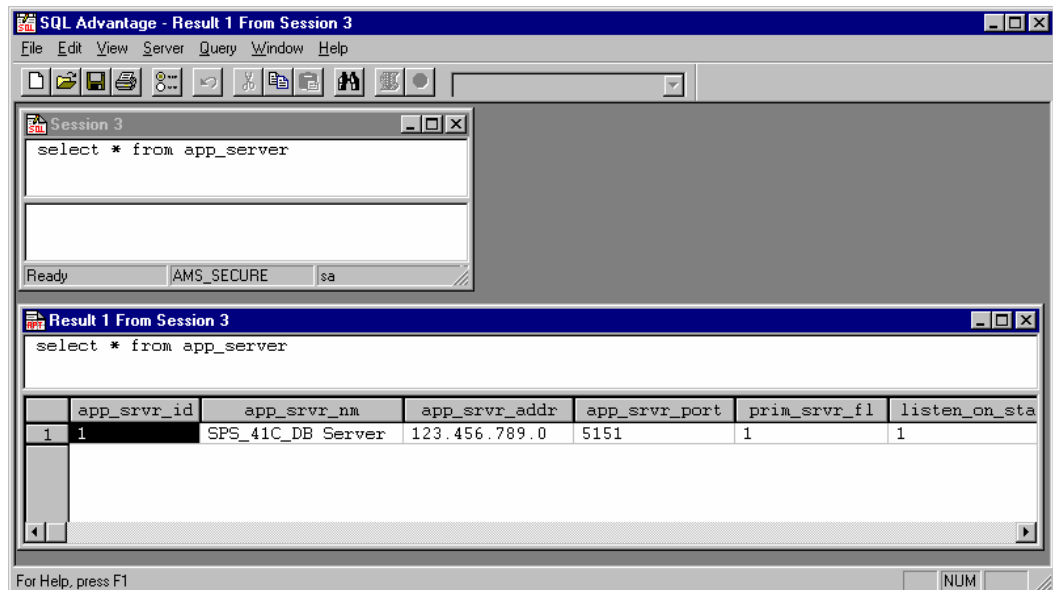 SQL Advantage - Result 1 From Session 3
File Edit View Server Query Window Help
Session 3
select * from app_server
Ready AMS_SECURE sa
Result 1 From Session 3
select * from app_server
app_srvr_id app_srvr_nm app_srvr_addr app_srvr_port prim_srvr_fl listen_on_sta
1 1 SPS_41C_DB Server 123.456.789.0 5151 1 1
For Help, press F1 NUM